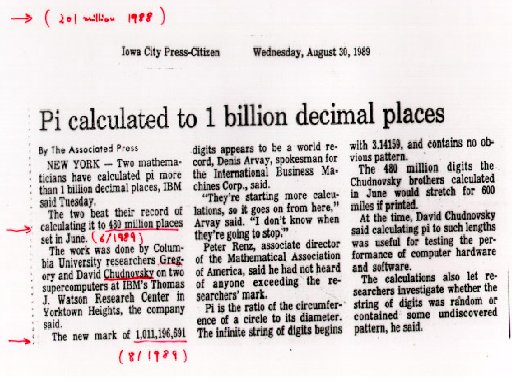 → (201 million 1988)
Iowa City Press-Citizen Wednesday, August 30, 1989
Pi calculated to 1 billion decimal places
By The Associated Press
NEW YORK — Two mathema-
ticians have calculated pi more
than 1 billion decimal places, IBM
said Tuesday.
The two beat their record of
→ calculating it to 480 million places
set in June. (6/1989)
The work was done by Colum-
bia University researchers Greg-
ory and David Chudnovsky on two
supercomputers at IBM's Thomas
J. Watson Research Center in
Yorktown Heights, the company
said.
→ The new mark of 1,011,196,691
(8/1989)
digits appears to be a world re-
cord, Denis Arvay, spokesman for
the International Business Ma-
chines Corp., said.
"They're starting more calcu-
lations, so it goes on from here,"
Arvay said. "I don't know when
they're going to stop."
Peter Renz, associate director
of the Mathematical Association
of America, said he had not heard
of anyone exceeding the re-
searchers' mark.
Pi is the ratio of the circumfer-
ence of a circle to its diameter.
The infinite string of digits begins
with 3.14159, and contains no ob-
vious pattern.
The 480 million digits the
Chudnovsky brothers calculated
in June would stretch for 600
miles if printed.
At the time, David Chudnovsky
said calculating pi to such lengths
was useful for testing the per-
formance of computer hardware
and software.
The calculations also let re-
searchers investigate whether the
string of digits was random or
contained some undiscovered
pattern, he said.